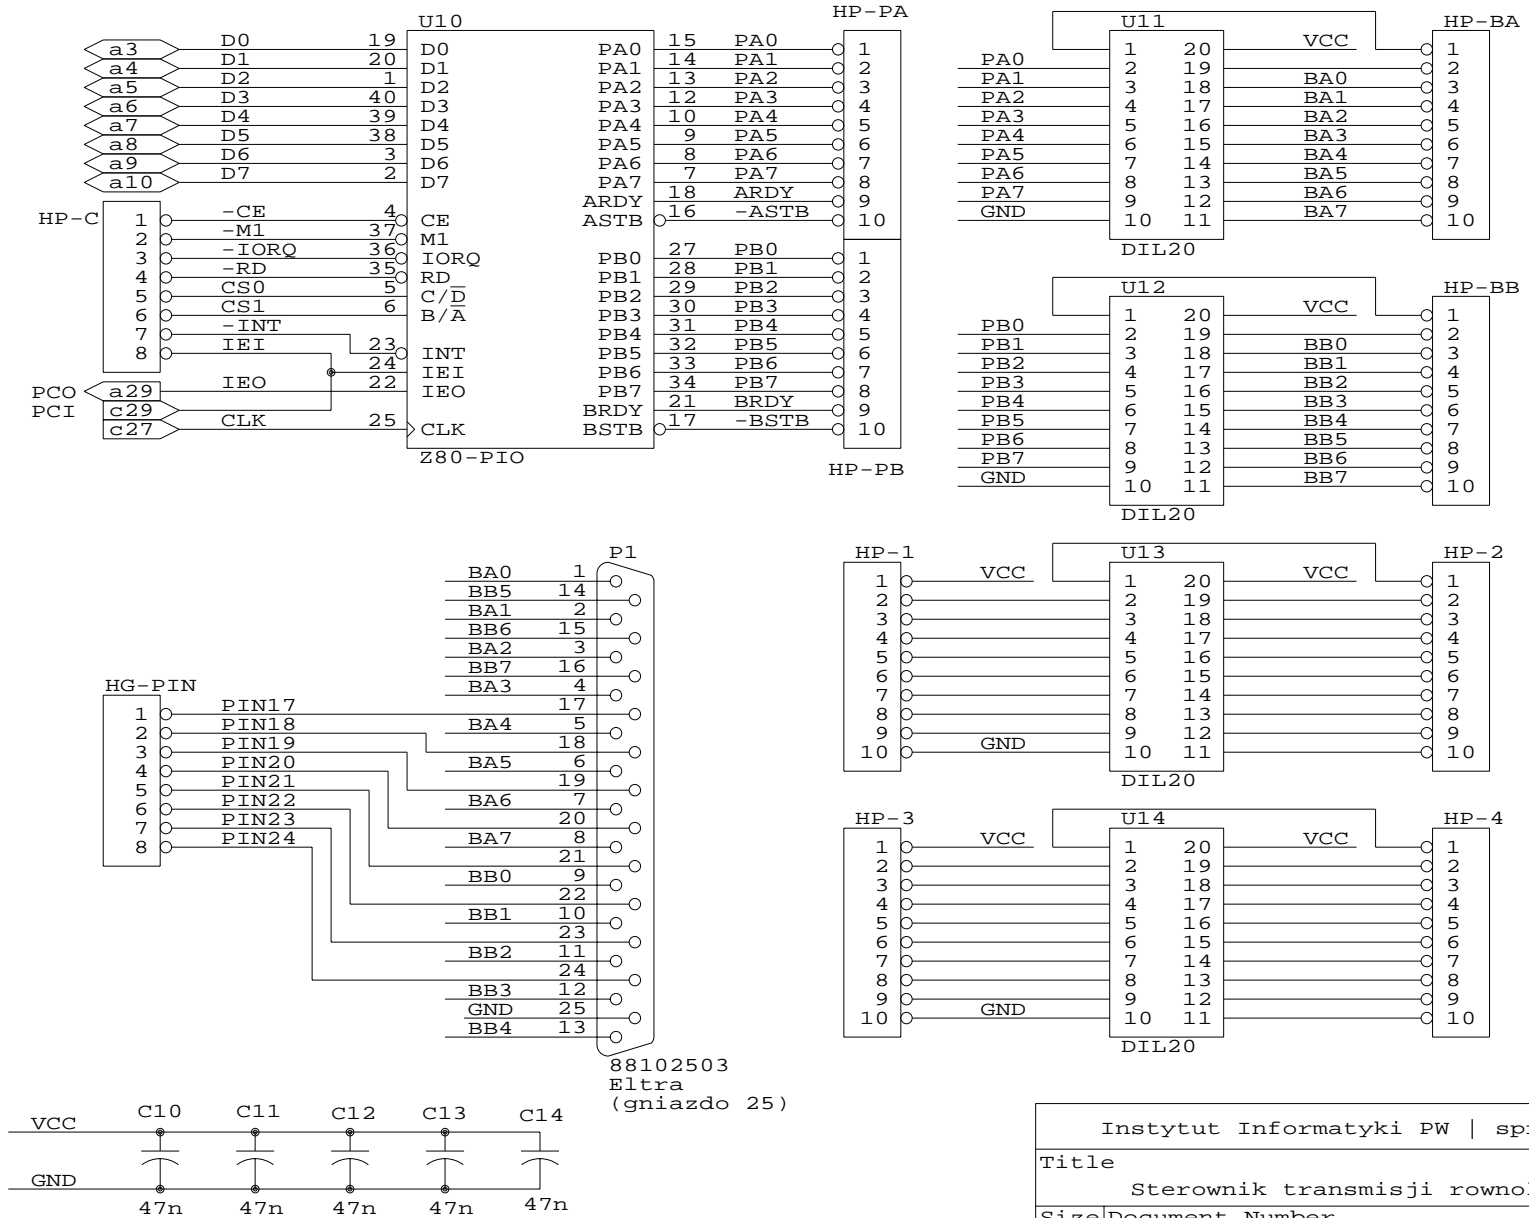 U10
HP-PA
U11
HP-BA
a3 D0 19 D0 PA0 15 PA0 1
a4 D1 20 D1 PA1 14 PA1 2
a5 D2 1 D2 PA2 13 PA2 3
a6 D3 40 D3 PA3 12 PA3 4
a7 D4 39 D4 PA4 10 PA4 5
a8 D5 38 D5 PA5 9 PA5 6
a9 D6 3 D6 PA6 8 PA6 7
a10 D7 2 D7 PA7 7 PA7 8
ARDY 18 ARDY 9
HP-C
1 -CE 4 CE ASTB 16 -ASTB 10
2 -M1 37 M1
3 -IORQ 36 IORQ PB0 27 PB0 1
4 -RD 35 RD PB1 28 PB1 2
5 CS0 5 C/D̅ PB2 29 PB2 3
6 CS1 6 B/A̅ PB3 30 PB3 4
7 -INT PB4 31 PB4 5
8 IEI 23 INT PB5 32 PB5 6
24 IEI PB6 33 PB6 7
PCO a29 IEO 22 IEO PB7 34 PB7 8
PCI c29 BRDY 21 BRDY 9
c27 CLK 25 CLK BSTB 17 -BSTB 10
Z80-PIO
HP-PB
1 20 VCC 1
PA0 2 19 2
PA1 3 18 BA0 3
PA2 4 17 BA1 4
PA3 5 16 BA2 5
PA4 6 15 BA3 6
PA5 7 14 BA4 7
PA6 8 13 BA5 8
PA7 9 12 BA6 9
GND 10 11 BA7 10
DIL20
U12
HP-BB
1 20 VCC 1
PB0 2 19 2
PB1 3 18 BB0 3
PB2 4 17 BB1 4
PB3 5 16 BB2 5
PB4 6 15 BB3 6
PB5 7 14 BB4 7
PB6 8 13 BB5 8
PB7 9 12 BB6 9
GND 10 11 BB7 10
DIL20
P1
BA0 1
BB5 14
BA1 2
BB6 15
BA2 3
BB7 16
BA3 4
17
BA4 5
18
BA5 6
19
BA6 7
20
BA7 8
21
BB0 9
22
BB1 10
23
BB2 11
24
BB3 12
GND 25
BB4 13
88102503
Eltra
(gniazdo 25)
HG-PIN
1 PIN17
2 PIN18
3 PIN19
4 PIN20
5 PIN21
6 PIN22
7 PIN23
8 PIN24
HP-1
U13
HP-2
1 VCC 1 20 VCC 1
2 2 19 2
3 3 18 3
4 4 17 4
5 5 16 5
6 6 15 6
7 7 14 7
8 8 13 8
9 9 12 9
10 GND 10 11 10
DIL20
HP-3
U14
HP-4
1 VCC 1 20 VCC 1
2 2 19 2
3 3 18 3
4 4 17 4
5 5 16 5
6 6 15 6
7 7 14 7
8 8 13 8
9 9 12 9
10 GND 10 11 10
DIL20
VCC C10 C11 C12 C13 C14
GND
47n 47n 47n 47n 47n
Instytut Informatyki PW |
Title
Sterownik transmisji
Size Document Number